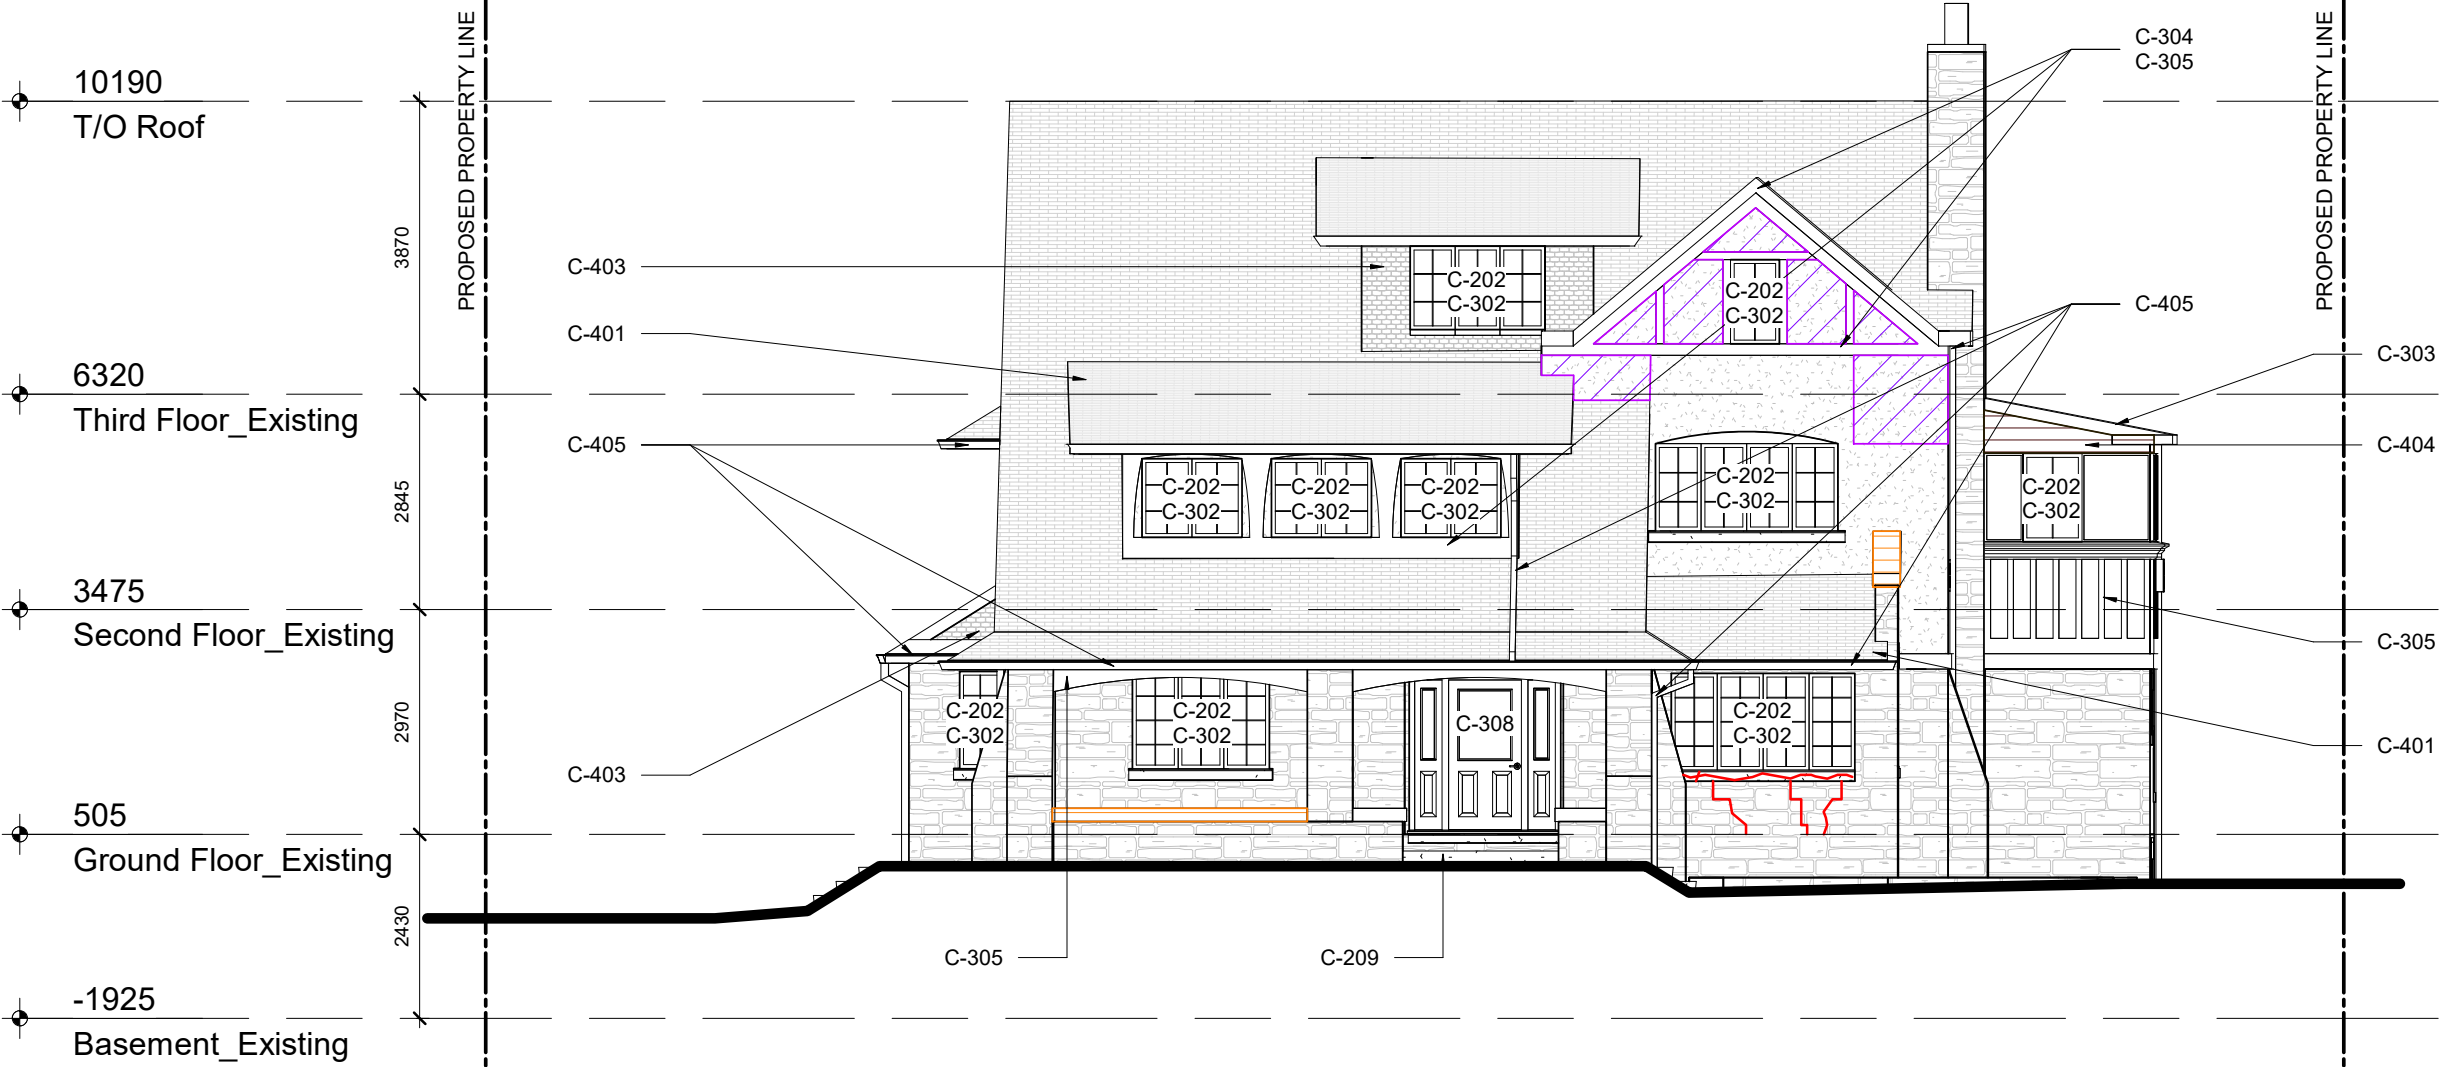 PROPOSED PROPERTY LINE
PROPOSED PROPERTY LINE
10190
T/O Roof
3870
6320
Third Floor_Existing
2845
3475
Second Floor_Existing
2970
505
Ground Floor_Existing
2430
-1925
Basement_Existing
C-403
C-401
C-405
C-403
C-305
C-209
C-304
C-305
C-405
C-303
C-404
C-305
C-401
C-202
C-302
C-202
C-302
C-202
C-302
C-202
C-302
C-202
C-302
C-202
C-302
C-202
C-302
C-202
C-302
C-202
C-302
C-308
C-202
C-302